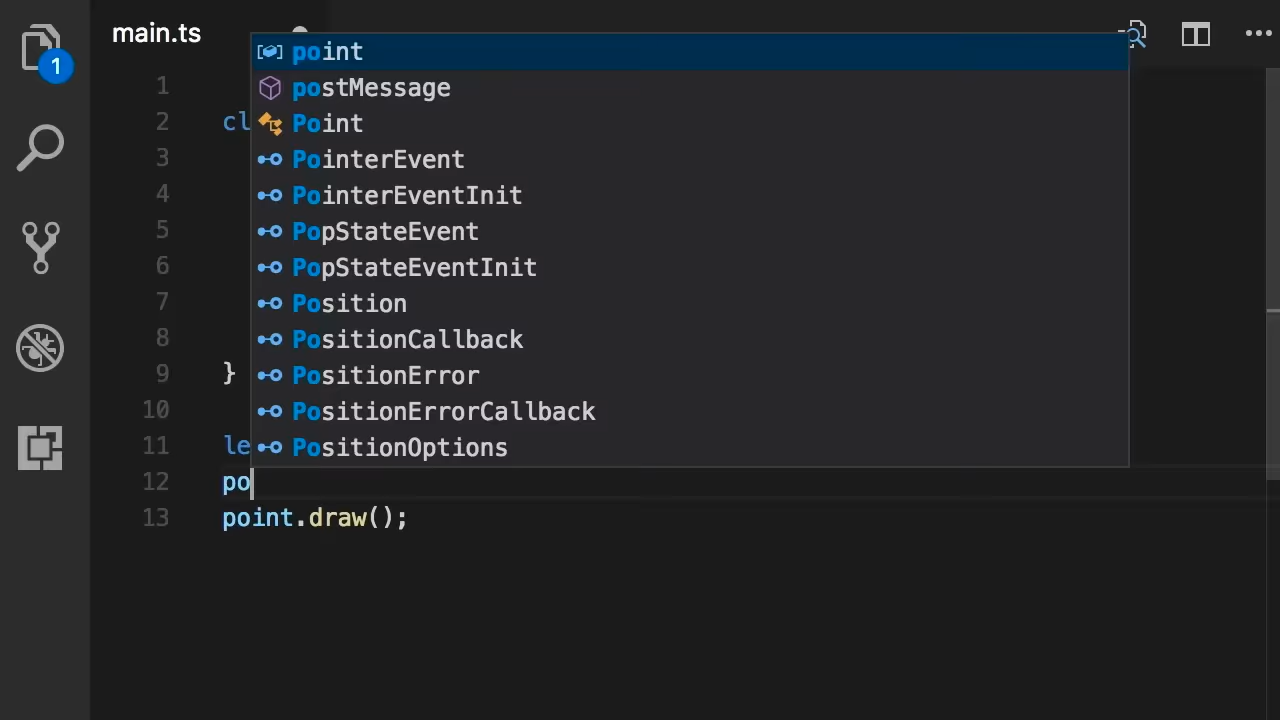 main.ts
1
point
1
postMessage
2 cl
Point
3
PointerEvent
4
PointerEventInit
5
PopStateEvent
6
PopStateEventInit
7
Position
8
PositionCallback
9 }
PositionError
10
PositionErrorCallback
11 le
PositionOptions
12 po
13 point.draw();